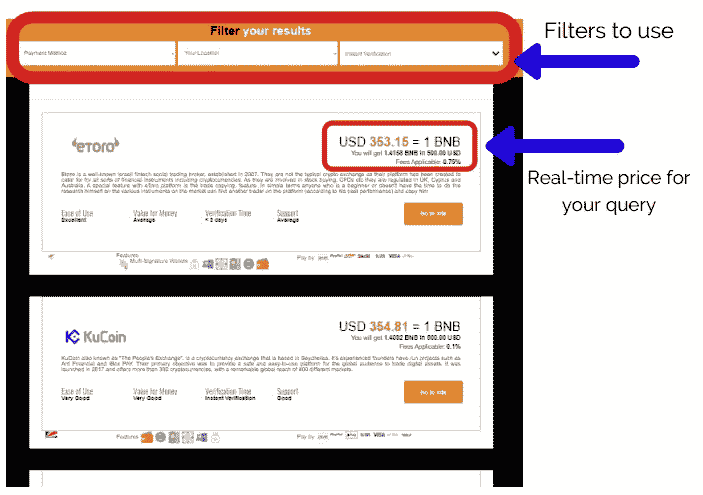 Filter your results
Filters to use
Payment Method
Your Location
Instant Verification
eToro
USD 353.15 = 1 BNB
You will get 1.4158 BNB in 500.00 USD
Fees Applicable: 0.75%
Real-time price for
your query
Etoro is a well-known Israeli fintech social trading broker, established in 2007. They are not the typical crypto exchange as their platform has been created to
cater for the all sorts of financial instruments including cryptocurrencies. As they are involved in stock buying, CFDs etc they are regulated in UK, Cyprus and
Australia. A special feature with eToro platform is the trade copying feature. In simple terms anyone who is a beginner or doesn't have the time to do the
research himself on the various instruments on the market can find another trader on the platform (according to his past performance) and copy him
Ease of Use
Excellent
Value for Money
Average
Verification Time
< 3 days
Support
Average
Go to site
Features
Multi-Signature Wallets
Pay by
PayPal
Skrill
VISA
KuCoin
USD 354.81 = 1 BNB
You will get 1.4092 BNB in 500.00 USD
Fees Applicable: 0.1%
KuCoin also known as "The People's Exchange", is a cryptocurrency exchange that is based in Seychelles. It's experienced founders have run projects such as
Ant Financial and iBox PAY. Their primary objective was to provide a safe and easy-to-use platform for the global audience to trade digital assets. It was
launched in 2017 and offers more than 300 cryptocurrencies, with a remarkable global reach of 400 different markets.
Ease of Use
Very Good
Value for Money
Very Good
Verification Time
Instant Verification
Support
Good
Go to site
Features
Pay by
PayPal
VISA